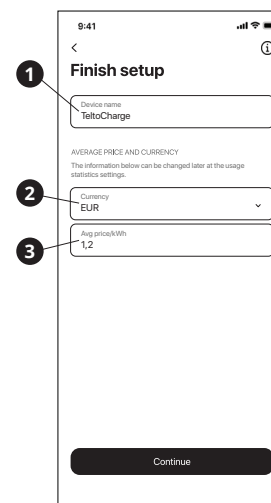 9:41
Finish setup
1
Device name
TeltoCharge
AVERAGE PRICE AND CURRENCY
The information below can be changed later at the usage
statistics settings.
2
Currency
EUR
3
Avg price/kWh
1,2
Continue